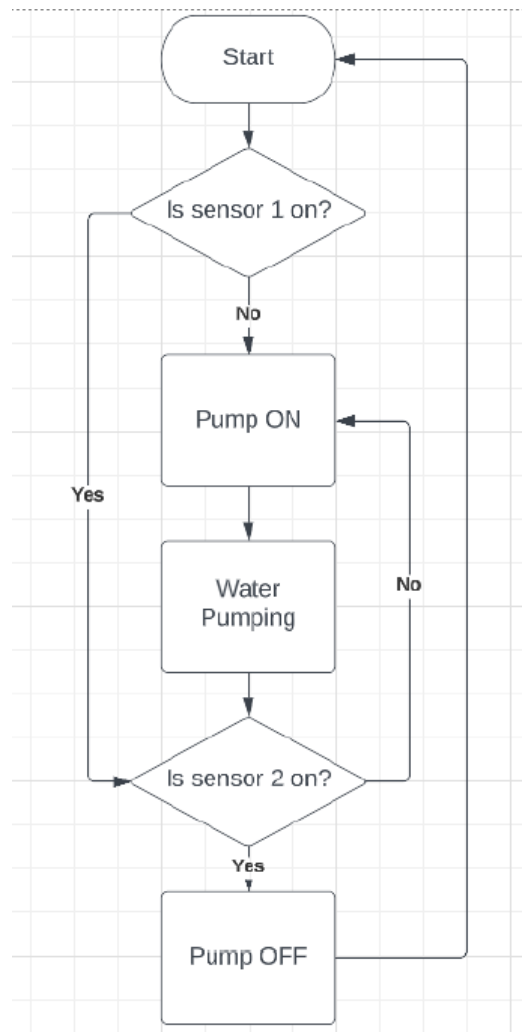 Start
Is sensor 1 on?
No
Pump ON
Yes
Water
Pumping
No
Is sensor 2 on?
Yes
Pump OFF